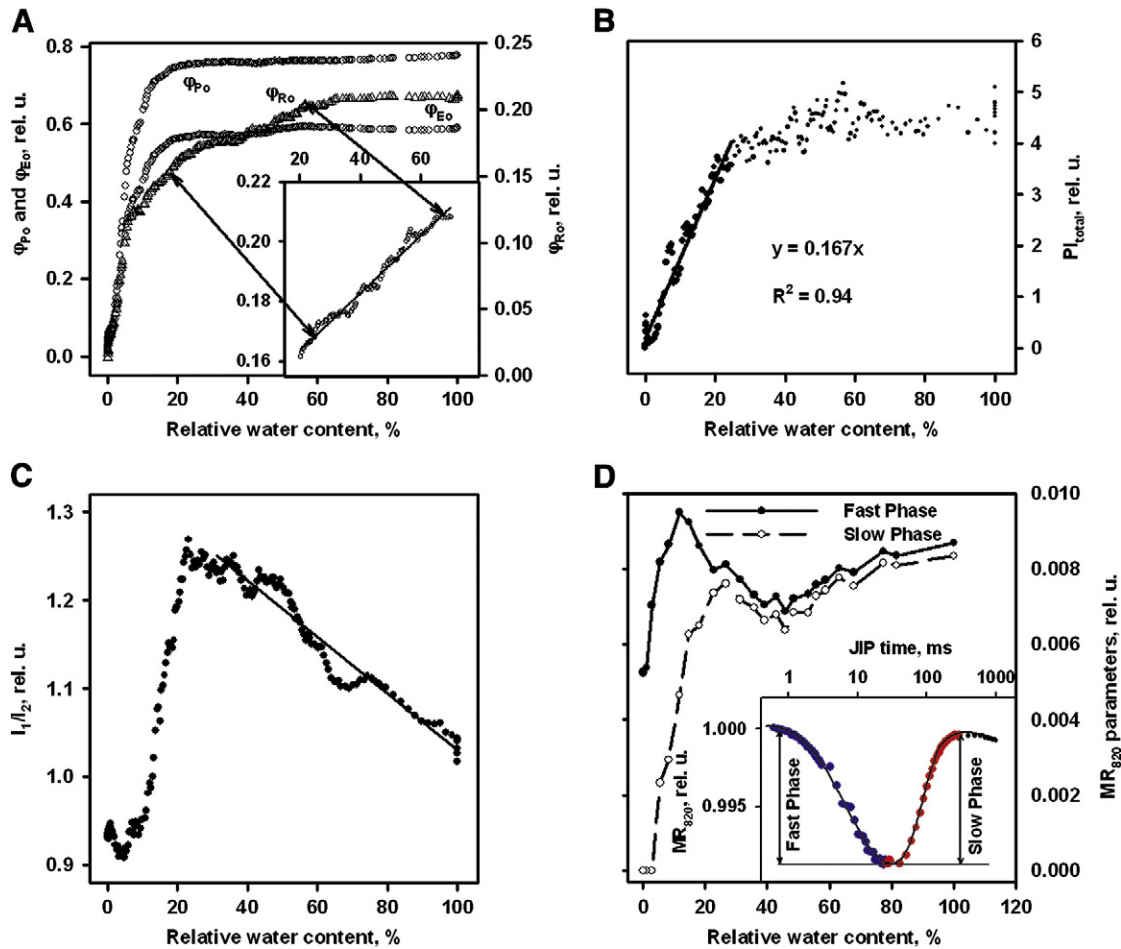 A
0.8
0.6
0.4
0.2
0.0
φPo and φEo, rel. u.
φPo
φRo
φEo
0.25
0.20
0.15
0.10
0.05
0.00
φRo, rel. u.
20 40 60
0.22
0.20
0.18
0.16
0 20 40 60 80 100
Relative water content, %
B
6
5
4
3
2
1
0
PItotal, rel. u.
y = 0.167x
R2 = 0.94
0 20 40 60 80 100
Relative water content, %
C
1.3
1.2
1.1
1.0
0.9
I1/I2, rel. u.
0 20 40 60 80 100
Relative water content, %
D
Fast Phase
Slow Phase
0.010
0.008
0.006
0.004
0.002
0.000
MR820 parameters, rel. u.
JIP time, ms
1 10 100 1000
1.000
0.995
MR820, rel. u.
Fast Phase
Slow Phase
0 20 40 60 80 100 120
Relative water content, %